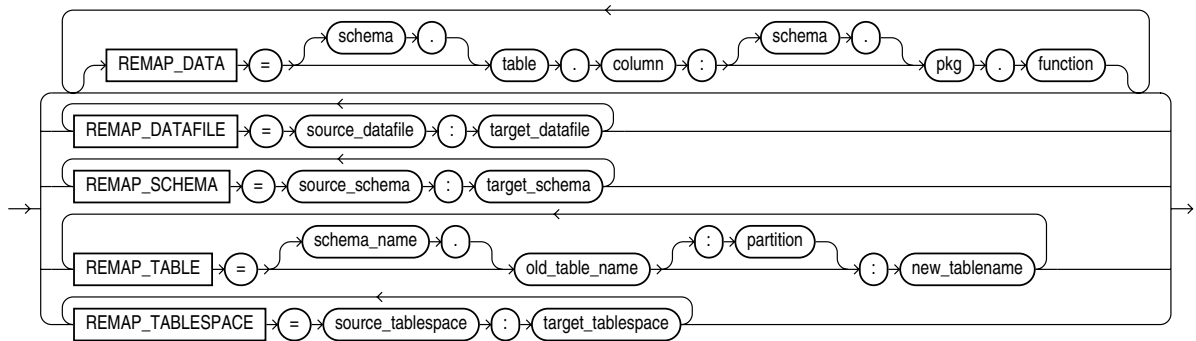 schema . schema .
REMAP_DATA = table . column : pkg . function
REMAP_DATAFILE = source_datafile : target_datafile
REMAP_SCHEMA = source_schema : target_schema
schema_name . : partition
REMAP_TABLE = old_table_name : new_tablename
REMAP_TABLESPACE = source_tablespace : target_tablespace